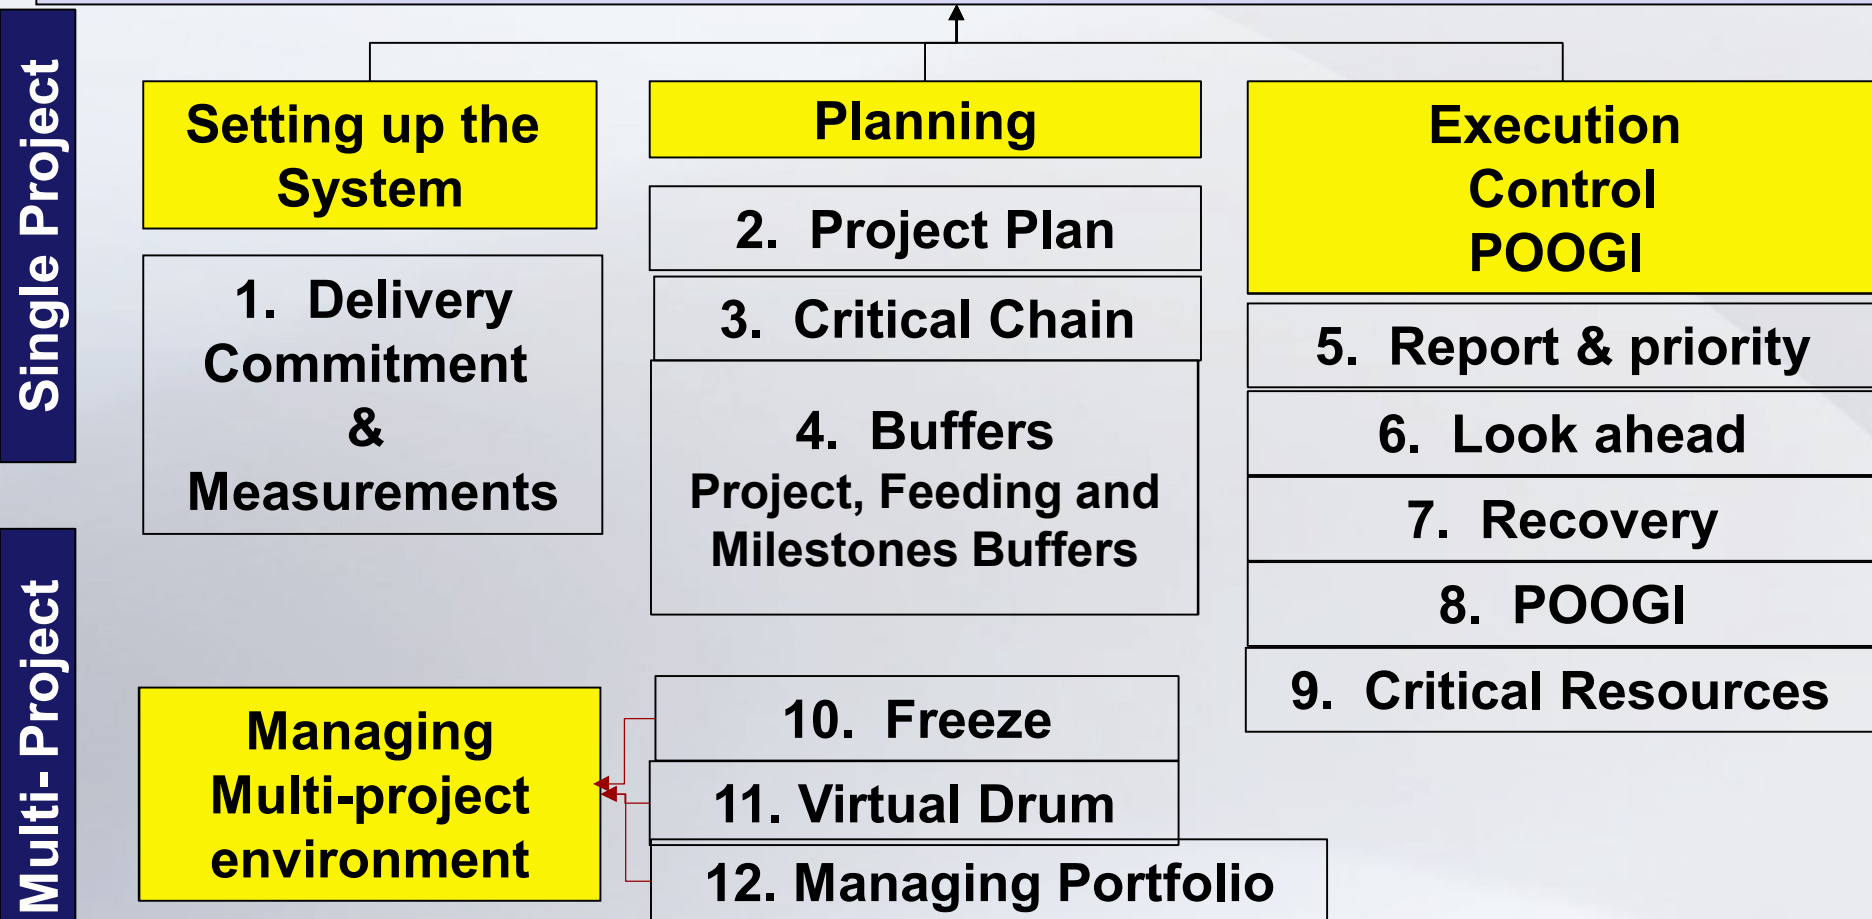 Single Project
Setting up the
System
1. Delivery
Commitment
&
Measurements
Planning
2. Project Plan
3. Critical Chain
4. Buffers
Project, Feeding and
Milestones Buffers
Execution
Control
POOGI
5. Report & priority
6. Look ahead
7. Recovery
8. POOGI
9. Critical Resources
Multi- Project
Managing
Multi-project
environment
10. Freeze
11. Virtual Drum
12. Managing Portfolio